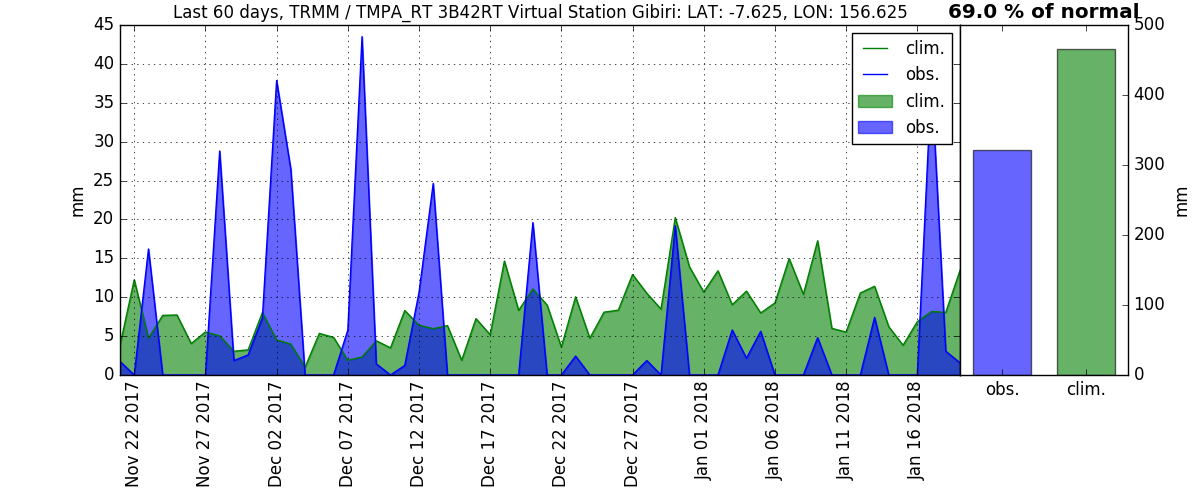 Last 60 days, TRMM / TMPA_RT 3B42RT Virtual Station Gibiri: LAT: -7.625, LON: 156.625
69.0 % of normal
45
40
35
30
25
20
15
10
5
0
mm
clim.
obs.
clim.
obs.
Nov 22 2017
Nov 27 2017
Dec 02 2017
Dec 07 2017
Dec 12 2017
Dec 17 2017
Dec 22 2017
Dec 27 2017
Jan 01 2018
Jan 06 2018
Jan 11 2018
Jan 16 2018
500
400
300
200
100
0
mm
obs.
clim.